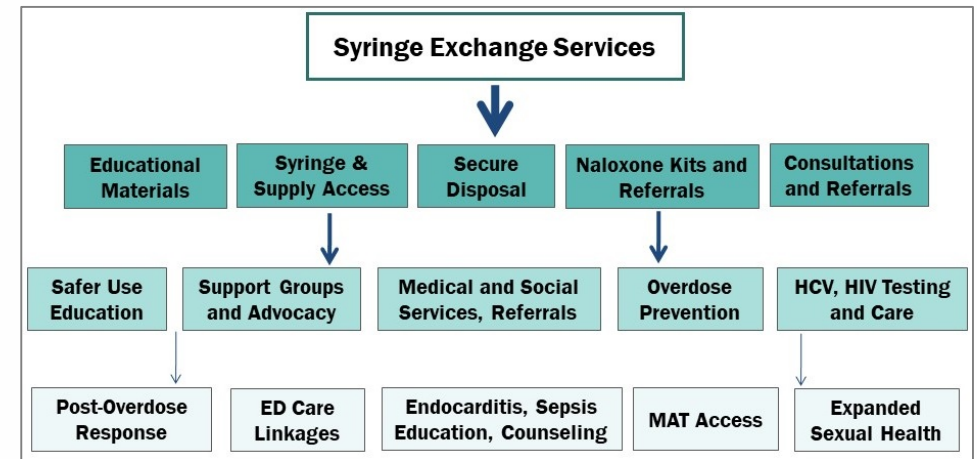 Syringe Exchange Services
Educational
Materials
Syringe &
Supply Access
Secure
Disposal
Naloxone Kits and
Referrals
Consultations
and Referrals
Safer Use
Education
Support Groups
and Advocacy
Medical and Social
Services, Referrals
Overdose
Prevention
HCV, HIV Testing
and Care
Post-Overdose
Response
ED Care
Linkages
Endocarditis, Sepsis
Education, Counseling
MAT Access
Expanded
Sexual Health